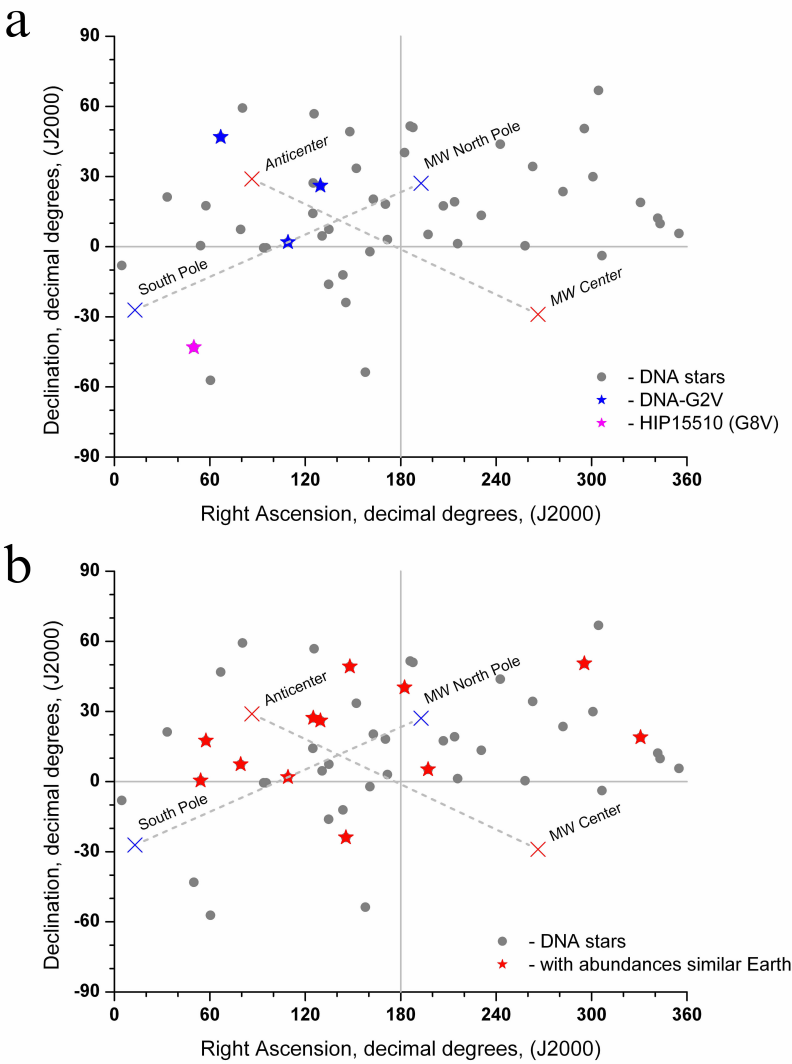 a
90
60
30
0
-30
-60
-90
Declination, decimal degrees, (J2000)
Anticenter
MW North Pole
South Pole
MW Center
- DNA stars
- DNA-G2V
- HIP15510 (G8V)
0 60 120 180 240 300 360
Right Ascension, decimal degrees, (J2000)
b
90
60
30
0
-30
-60
-90
Declination, decimal degrees, (J2000)
Anticenter
MW North Pole
South Pole
MW Center
- DNA stars
- with abundances similar Earth
0 60 120 180 240 300 360
Right Ascension, decimal degrees, (J2000)